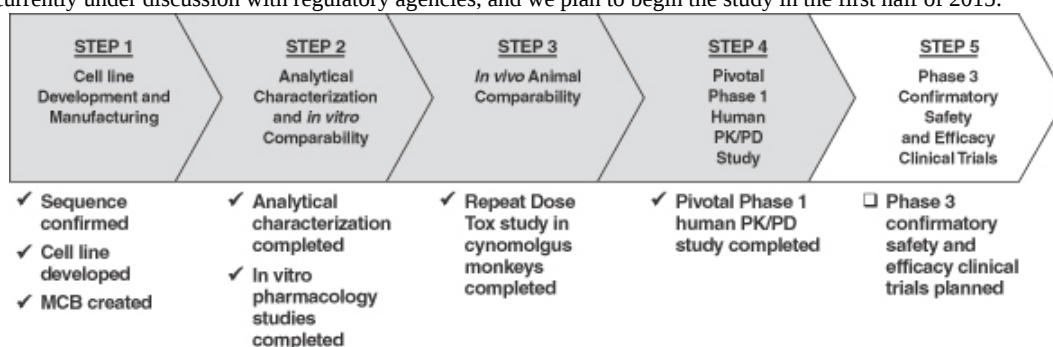 currently under discussion with regulatory agencies, and we plan to begin the study in the first half of 2015.
STEP 1
Cell line
Development and
Manufacturing
STEP 2
Analytical
Characterization
and in vitro
Comparability
STEP 3
In vivo Animal
Comparability
STEP 4
Pivotal
Phase 1
Human
PK/PD
Study
STEP 5
Phase 3
Confirmatory
Safety
and Efficacy
Clinical Trials
✓ Sequence
confirmed
✓ Cell line
developed
✓ MCB created
✓ Analytical
characterization
completed
✓ In vitro
pharmacology
studies
completed
✓ Repeat Dose
Tox study in
cynomolgus
monkeys
completed
✓ Pivotal Phase 1
human PK/PD
study completed
❑ Phase 3
confirmatory
safety and
efficacy clinical
trials planned